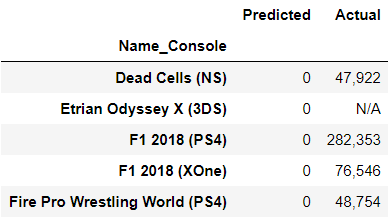 Predicted Actual
Name_Console
Dead Cells (NS) 0 47,922
Etrian Odyssey X (3DS) 0 N/A
F1 2018 (PS4) 0 282,353
F1 2018 (XOne) 0 76,546
Fire Pro Wrestling World (PS4) 0 48,754